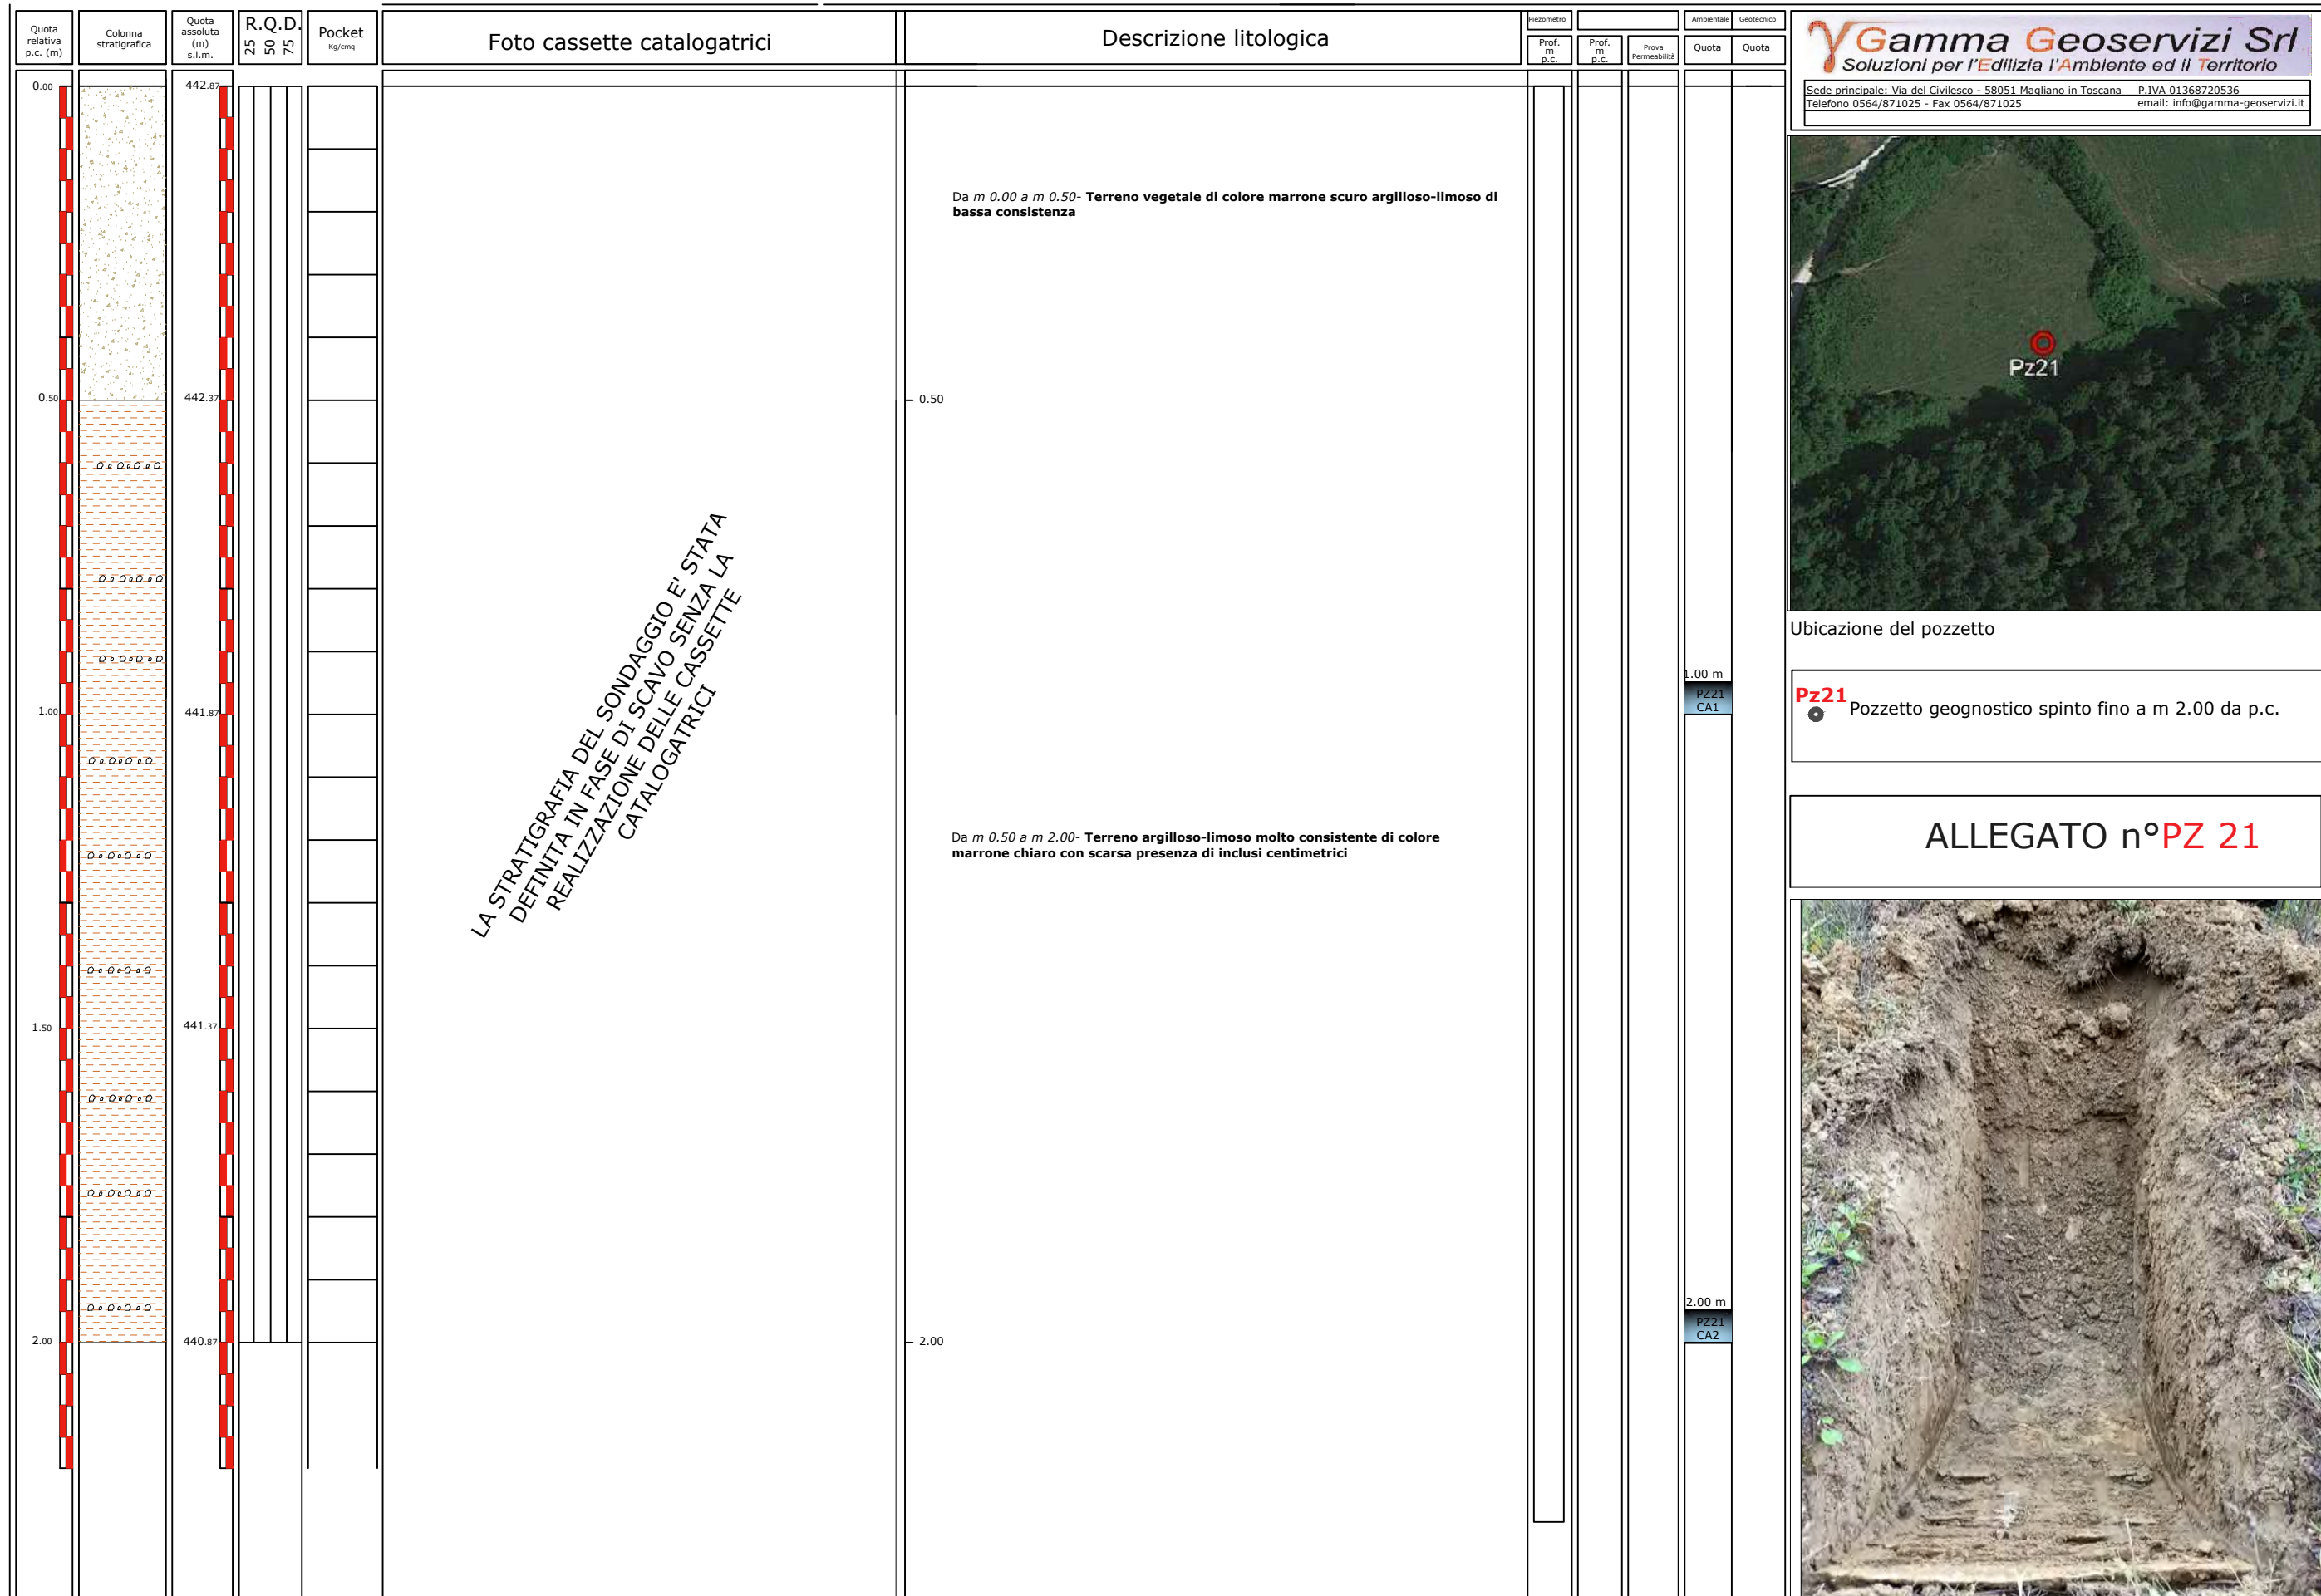 Quota
relativa
p.c. (m)
Colonna
stratigrafica
Quota
assoluta
(m)
s.l.m.
R.Q.D.
25
50
75
Pocket
Kg/cmq
Foto cassette catalogatrici
Descrizione litologica
Piezometro
Prof.
m
p.c.
Prof.
m
p.c.
Prova
Permeabilità
Ambientale
Geotecnico
Quota
Quota
γ Gamma Geoservizi Srl
Soluzioni per l'Edilizia l'Ambiente ed il Territorio
Sede principale: Via del Civilesco - 58051 Magliano in Toscana P.IVA 01368720536
Telefono 0564/871025 - Fax 0564/871025 email: info@gamma-geoservizi.it
0.00
442.87
Da m 0.00 a m 0.50- Terreno vegetale di colore marrone scuro argilloso-limoso di
bassa consistenza
Pz21
0.50
442.37
0.50
LA STRATIGRAFIA DEL SONDAGGIO E' STATA
DEFINITA IN FASE DI SCAVO SENZA LA
REALIZZAZIONE DELLE CASSETTE
CATALOGATRICI
Ubicazione del pozzetto
1.00 m
PZ21
CA1
Pz21
Pozzetto geognostico spinto fino a m 2.00 da p.c.
1.00
441.87
Da m 0.50 a m 2.00- Terreno argilloso-limoso molto consistente di colore
marrone chiaro con scarsa presenza di inclusi centimetrici
ALLEGATO n°PZ 21
1.50
441.37
2.00 m
PZ21
CA2
2.00
440.87
2.00